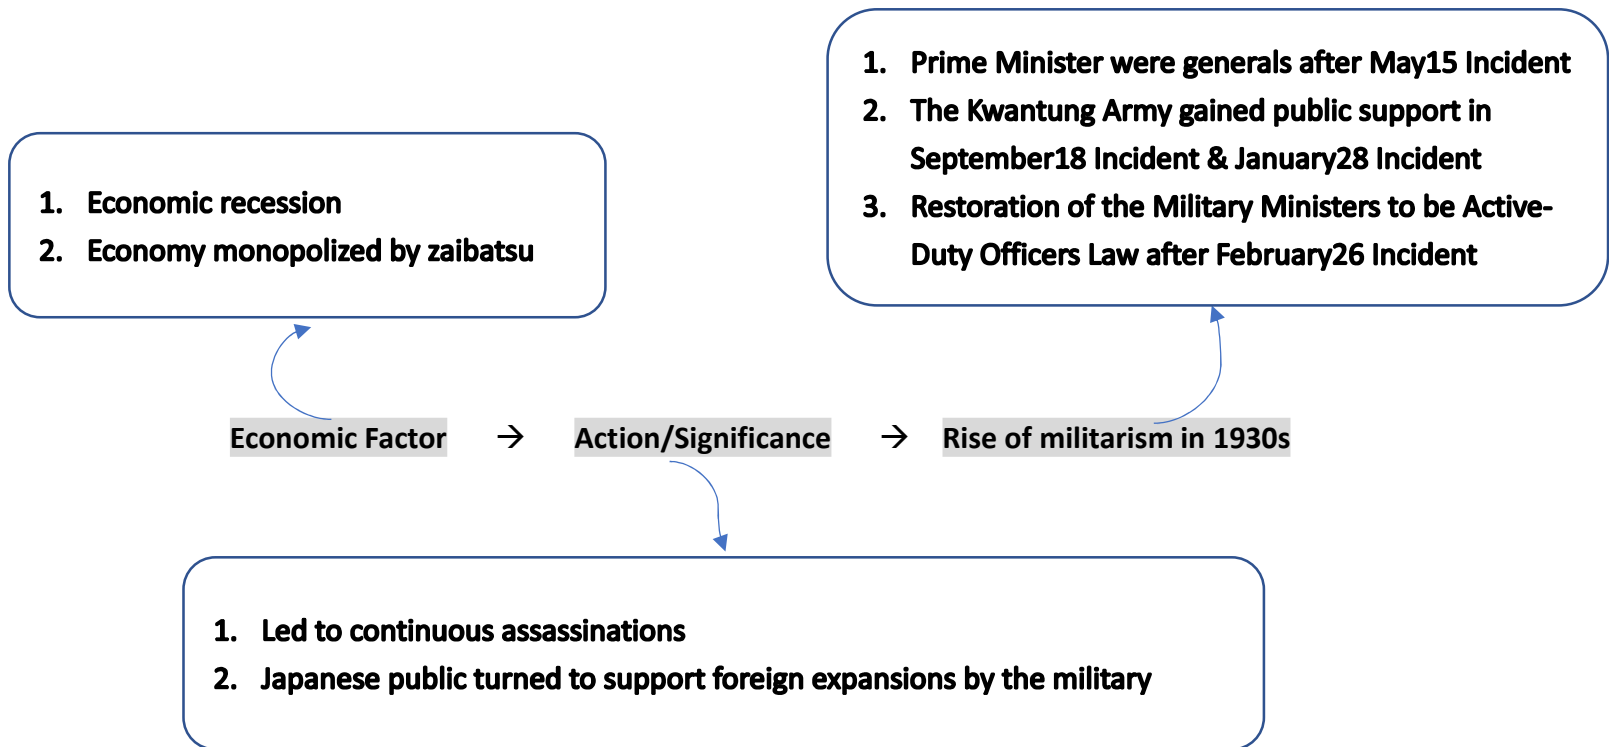 1. Prime Minister were generals after May15 Incident
2. The Kwantung Army gained public support in
September18 Incident & January28 Incident
3. Restoration of the Military Ministers to be Active-
Duty Officers Law after February26 Incident
1. Economic recession
2. Economy monopolized by zaibatsu
Economic Factor → Action/Significance → Rise of militarism in 1930s
1. Led to continuous assassinations
2. Japanese public turned to support foreign expansions by the military